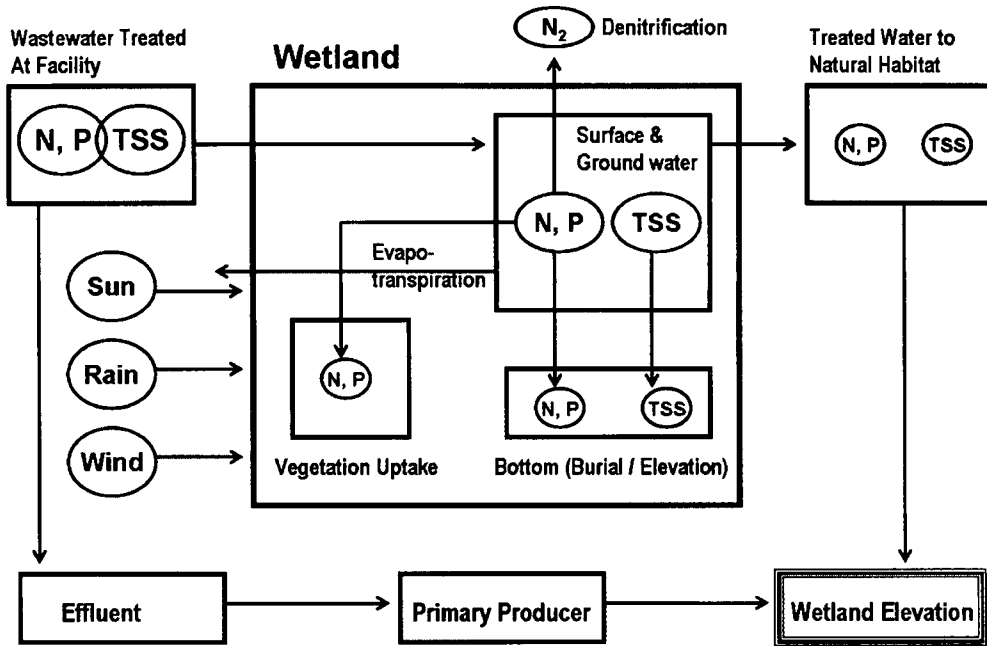 Wastewater Treated
At Facility
N, P
TSS
Wetland
N₂
Denitrification
Treated Water to
Natural Habitat
N, P
TSS
Surface &
Ground water
N, P
TSS
Evapo-
transpiration
Sun
Rain
Wind
N, P
Vegetation Uptake
N, P
TSS
Bottom (Burial / Elevation)
Effluent
Primary Producer
Wetland Elevation